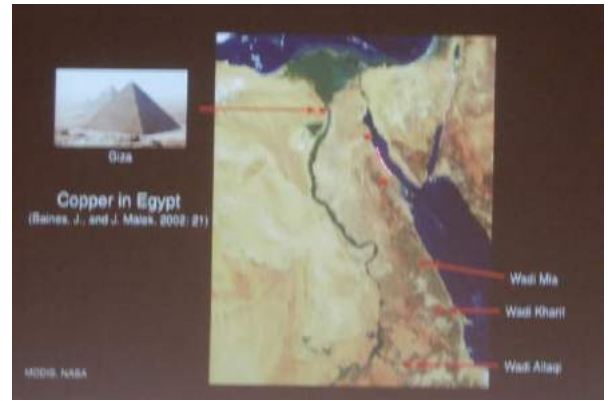 Giza
Copper in Egypt
(Baines, J., and J. Malek, 2002: 21)
Wadi Mia
Wadi Kharit
Wadi Allaqi
MODIS, NASA